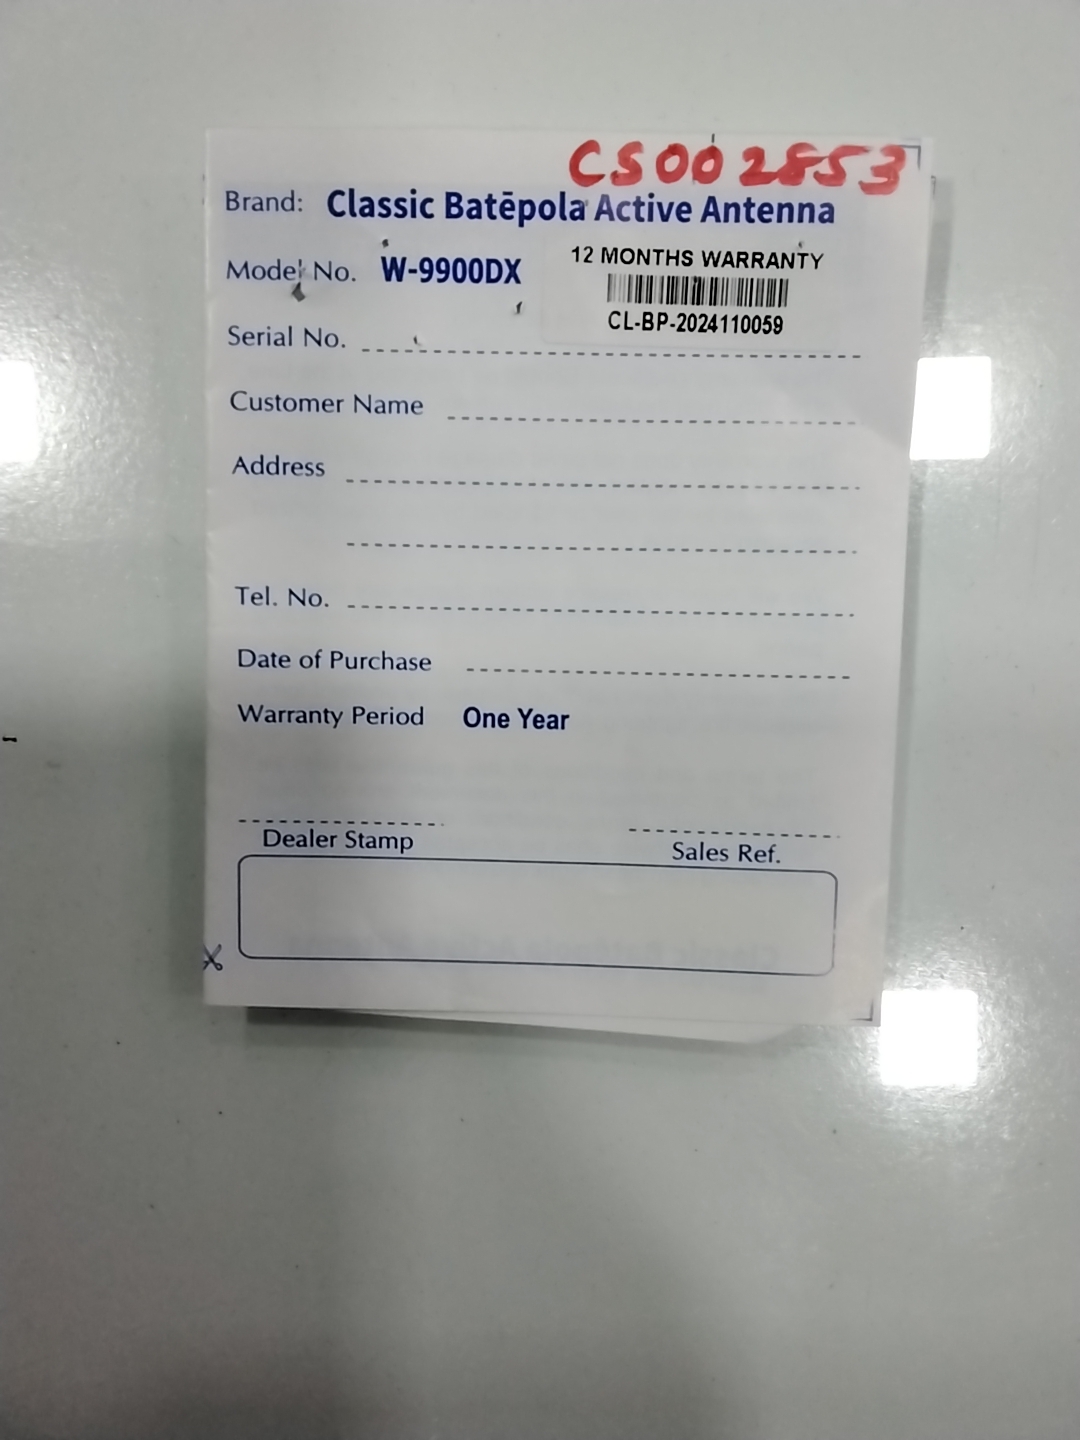 CS002853
Brand: Classic Batēpola Active Antenna
Model No. W-9900DX
12 MONTHS WARRANTY
CL-BP-2024110059
Serial No.
Customer Name
Address
Tel. No.
Date of Purchase
Warranty Period One Year
Dealer Stamp
Sales Ref.